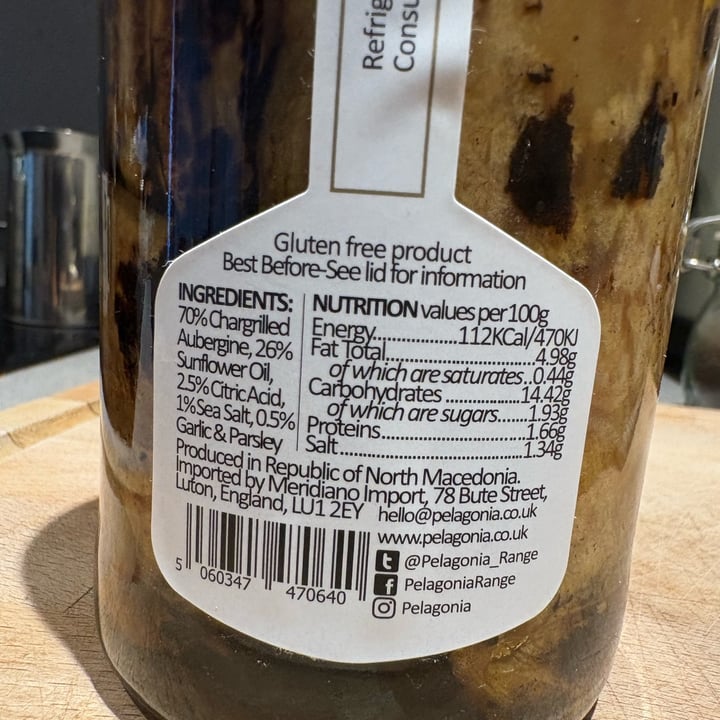 Gluten free product
Best Before-See lid for information
INGREDIENTS:
70% Chargrilled
Aubergine, 26%
Sunflower Oil,
2.5% Citric Acid,
1% Sea Salt, 0.5%
Garlic & Parsley
NUTRITION values per 100g
Energy....................112KCal/470KJ
Fat Total............................4.98g
of which are saturates..0.44g
Carbohydrates ...............14.42g
of which are sugars........1.93g
Proteins..............................1.66g
Salt......................................1.34g
Produced in Republic of North Macedonia.
Imported by Meridiano Import, 78 Bute Street,
Luton, England, LU1 2EY hello@pelagonia.co.uk
www.pelagonia.co.uk
@Pelagonia_Range
PelagoniaRange
Pelagonia
5 060347 470640